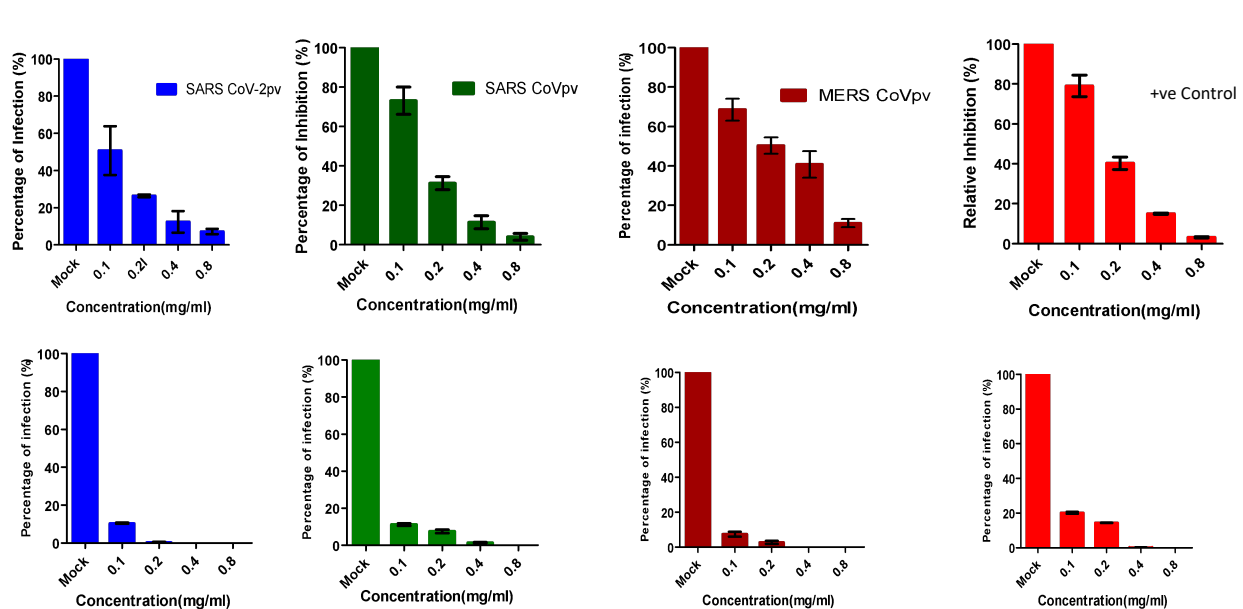 Percentage of Infection (%)
100
80
60
40
20
0
SARS CoV-2pv
Mock
0.1
0.2l
0.4
0.8
Concentration(mg/ml)
Percentage of Inhibition (%)
100
80
60
40
20
0
SARS CoVpv
Mock
0.1
0.2
0.4
0.8
Concentration(mg/ml)
Percentage of infection (%)
100
80
60
40
20
0
MERS CoVpv
Mock
0.1
0.2
0.4
0.8
Concentration(mg/ml)
Relative Inhibition (%)
100
80
60
40
20
0
+ve Control
Mock
0.1
0.2
0.4
0.8
Concentration(mg/ml)
Percentage of infection (%)
100
80
60
40
20
0
Mock
0.1
0.2
0.4
0.8
Concentration(mg/ml)
Percentage of infection (%)
100
80
60
40
20
0
Mock
0.1
0.2
0.4
0.8
Concentration(mg/ml)
Percentage of infection (%)
100
80
60
40
20
0
Mock
0.1
0.2
0.4
0.8
Concentration(mg/ml)
Percentage of infection (%)
100
80
60
40
20
0
Mock
0.1
0.2
0.4
0.8
Concentration(mg/ml)